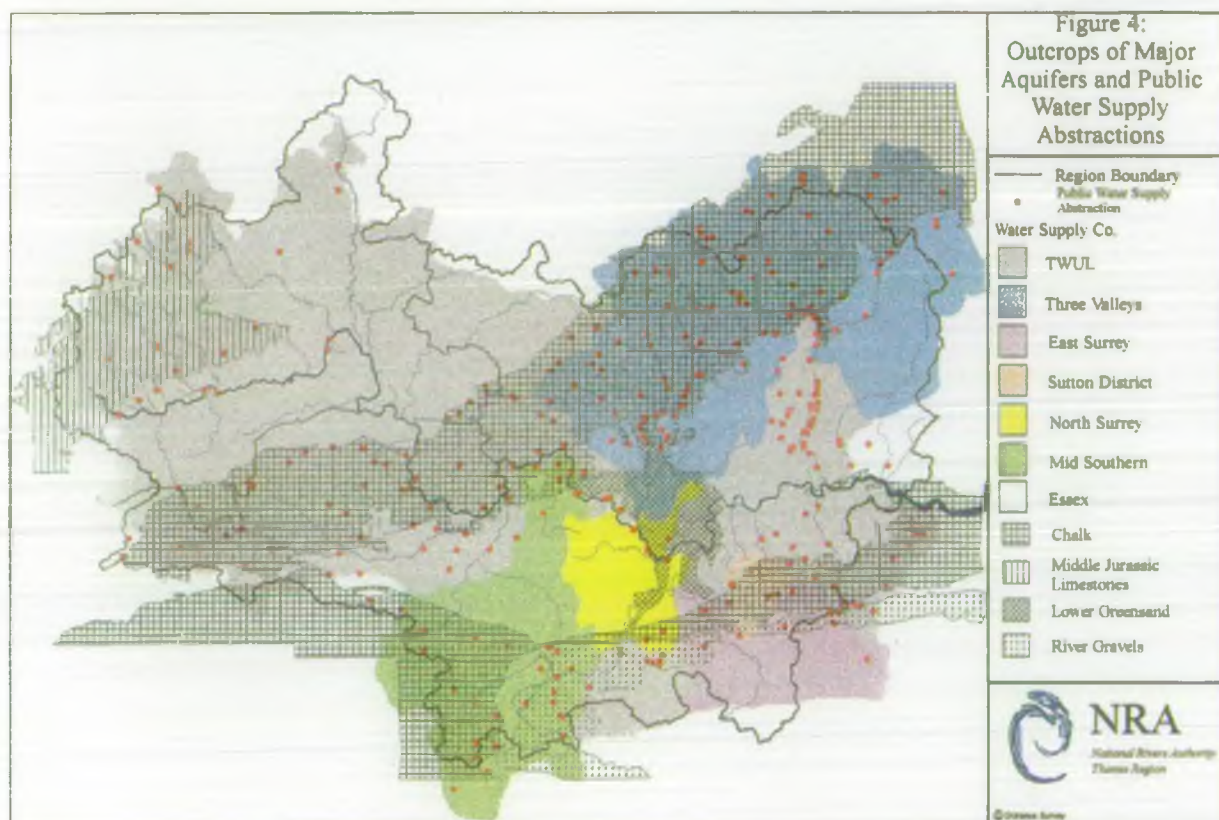 Figure 4:
Outcrops of Major
Aquifers and Public
Water Supply
Abstractions
Region Boundary
Public Water Supply
Abstraction
Water Supply Co.
TWUL
Three Valleys
East Surrey
Sutton District
North Surrey
Mid Southern
Essex
Chalk
Middle Jurassic
Limestones
Lower Greensand
River Gravels
NRA
National Rivers Authority
Thames Region
Survey